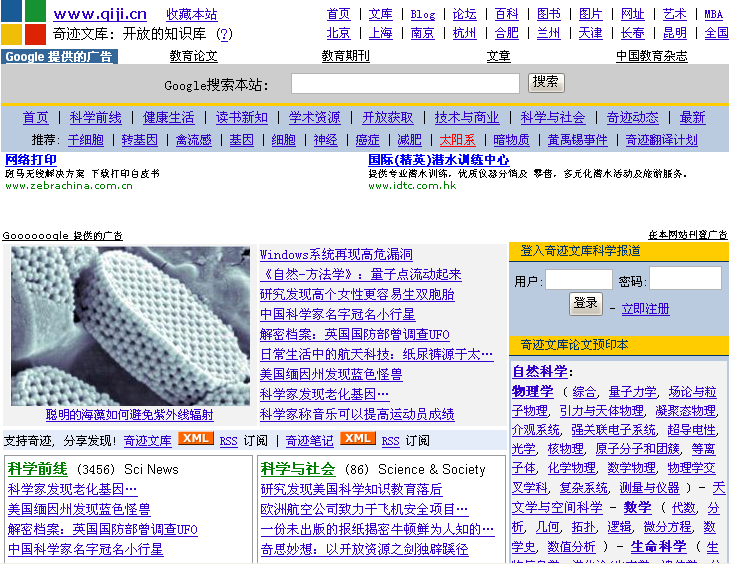 www.qiji.cn 收藏本站
奇迹文库: 开放的知识库 (?)
首页 | 文库 | Blog | 论坛 | 百科 | 图书 | 图片 | 网址 | 艺术 | MBA
北京 | 上海 | 南京 | 杭州 | 合肥 | 兰州 | 天津 | 长春 | 昆明 | 全国
Google 提供的广告 教育论文 教育期刊 文章 中国教育杂志
Google搜索本站: 搜索
首页 | 科学前线 | 健康生活 | 读书新知 | 学术资源 | 开放获取 | 技术与商业 | 科学与社会 | 奇迹动态 | 最新
推荐: 干细胞 | 转基因 | 禽流感 | 基因 | 细胞 | 神经 | 癌症 | 减肥 | 太阳系 | 暗物质 | 黄禹锡事件 | 奇迹翻译计划
网络打印
斑马无线解决方案 下载打印白皮书
www.zebrachina.com.cn
国际(精英)潜水训练中心
提供专业潜水训练, 优质仪器分销及 零售, 多元化潜水活动及旅游服务。
www.idtc.com.hk
Goooooogle 提供的广告
在本网站刊登广告
聪明的海藻如何避免紫外线辐射
Windows系统再现高危漏洞
《自然-方法学》: 量子点流动起来
研究发现高个女性更容易生双胞胎
中国科学家名字冠名小行星
解密档案: 英国国防部曾调查UFO
日常生活中的航天科技: 纸尿裤源于太…
美国缅因州发现蓝色怪兽
科学家发现老化基因…
科学家称音乐可以提高运动员成绩
支持奇迹, 分享发现! 奇迹文库 XML RSS 订阅 | 奇迹笔记 XML RSS 订阅
科学前线 (3456) Sci News
科学家发现老化基因…
美国缅因州发现蓝色怪兽
解密档案: 英国国防部曾调查UFO
中国科学家名字冠名小行星
科学与社会 (86) Science & Society
研究发现美国科学知识教育落后
欧洲航空公司致力于飞机安全项目…
一份未出版的报纸揭密牛顿鲜为人知的…
奇思妙想: 以开放资源之剑独辟蹊径
登入奇迹文库科学报道
用户: 密码:
登录 - 立即注册
奇迹文库论文预印本
自然科学:
物理学 ( 综合, 量子力学, 场论与粒
子物理, 引力与天体物理, 凝聚态物理,
介观系统, 强关联电子系统, 超导电性,
光学, 核物理, 原子分子和团簇, 等离
子体, 化学物理, 数学物理, 物理学交
叉学科, 复杂系统, 测量与仪器 ) - 天
文学与空间科学 - 数学 ( 代数, 分
析, 几何, 拓扑, 逻辑, 微分方程, 数
学史, 数值分析 ) - 生命科学 ( 生